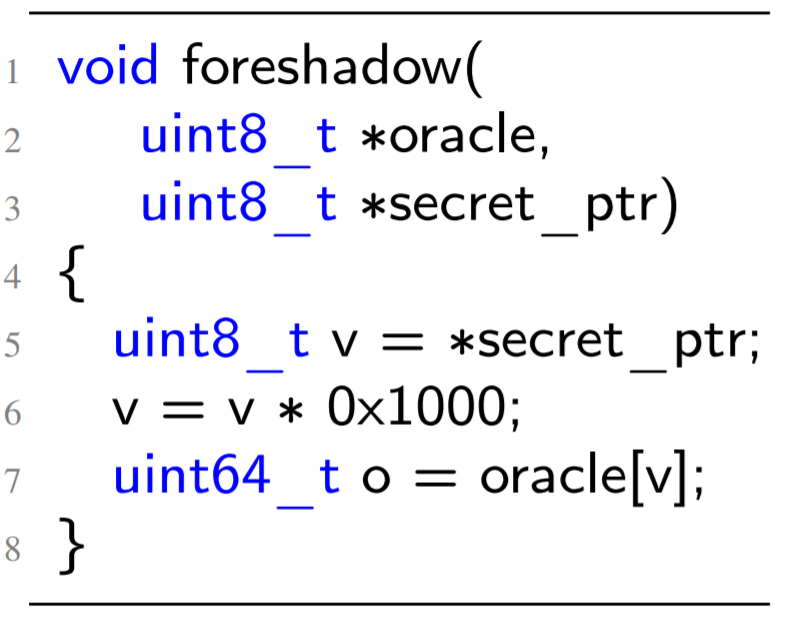 1 void foreshadow(
2 uint8_t *oracle,
3 uint8_t *secret_ptr)
4 {
5 uint8_t v = *secret_ptr;
6 v = v * 0x1000;
7 uint64_t o = oracle[v];
8 }